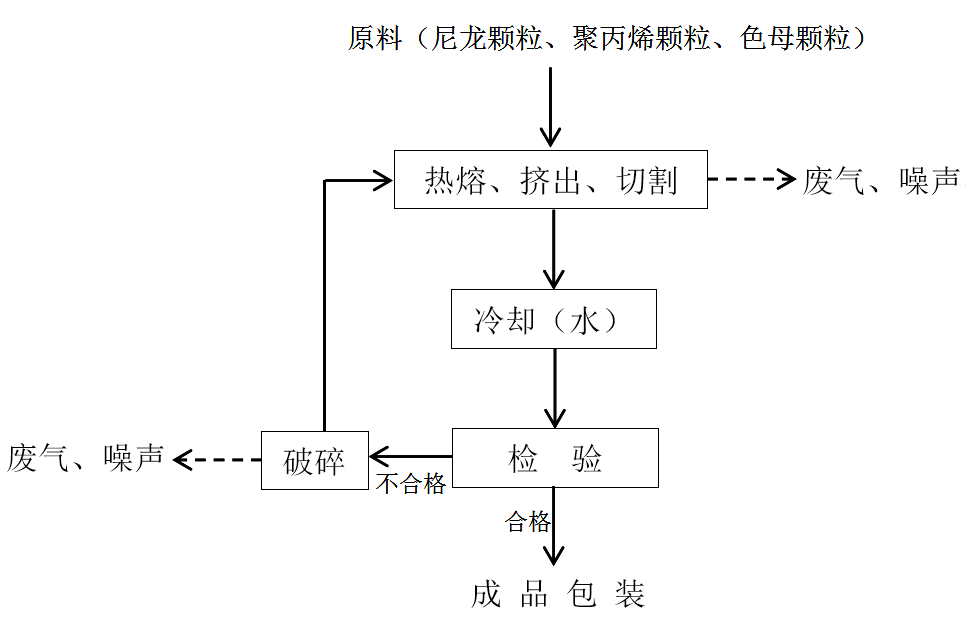 原料（尼龙颗粒、聚丙烯颗粒、色母颗粒）
热熔、挤出、切割
废气、噪声
冷却（水）
废气、噪声
破碎
不合格
检 验
合格
成 品 包 装